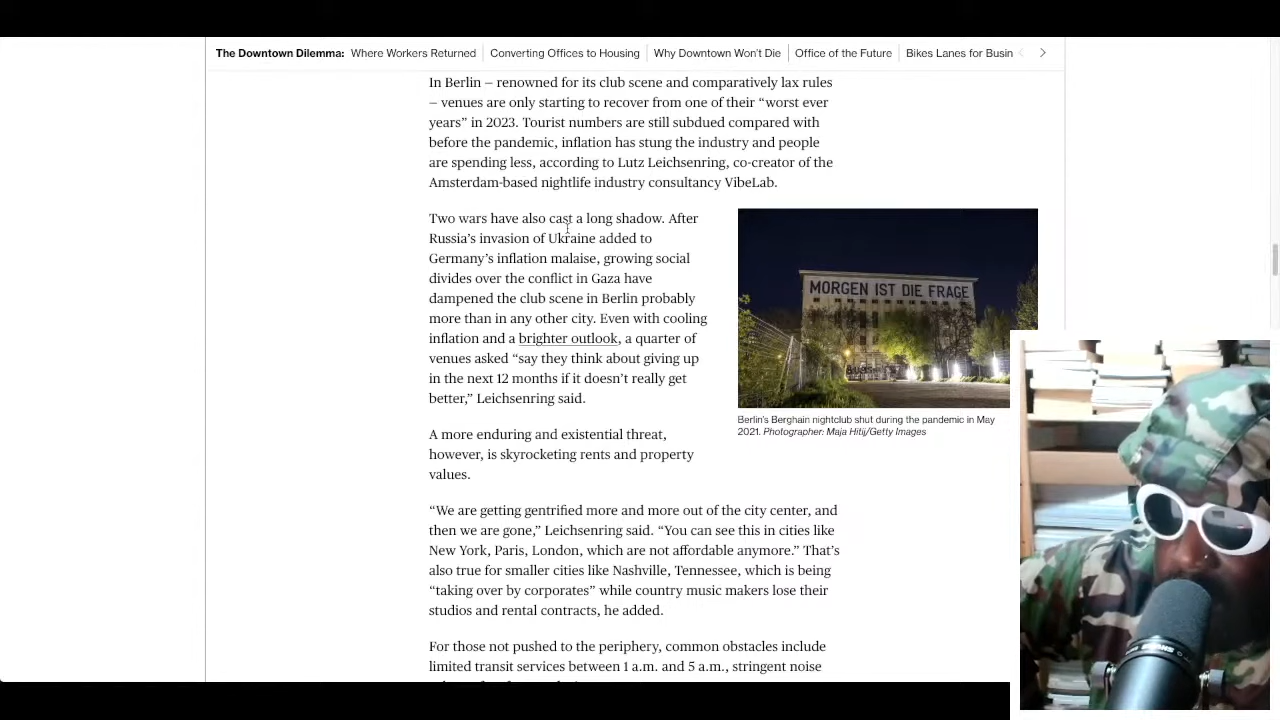 The Downtown Dilemma: Where Workers Returned Converting Offices to Housing Why Downtown Won't Die Office of the Future Bikes Lanes for Busin
In Berlin – renowned for its club scene and comparatively lax rules
– venues are only starting to recover from one of their “worst ever
years” in 2023. Tourist numbers are still subdued compared with
before the pandemic, inflation has stung the industry and people
are spending less, according to Lutz Leichsenring, co-creator of the
Amsterdam-based nightlife industry consultancy VibeLab.
Two wars have also cast a long shadow. After
Russia’s invasion of Ukraine added to
Germany’s inflation malaise, growing social
divides over the conflict in Gaza have
dampened the club scene in Berlin probably
more than in any other city. Even with cooling
inflation and a brighter outlook, a quarter of
venues asked “say they think about giving up
in the next 12 months if it doesn’t really get
better,” Leichsenring said.
MORGEN IST DIE FRAGE
Berlin’s Berghain nightclub shut during the pandemic in May
2021. Photographer: Maja Hitij/Getty Images
A more enduring and existential threat,
however, is skyrocketing rents and property
values.
“We are getting gentrified more and more out of the city center, and
then we are gone,” Leichsenring said. “You can see this in cities like
New York, Paris, London, which are not affordable anymore.” That’s
also true for smaller cities like Nashville, Tennessee, which is being
“taking over by corporates” while country music makers lose their
studios and rental contracts, he added.
For those not pushed to the periphery, common obstacles include
limited transit services between 1 a.m. and 5 a.m., stringent noise